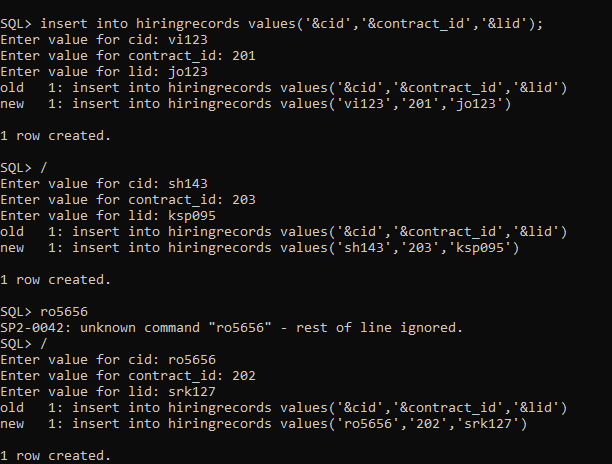 SQL> insert into hiringrecords values('&cid','&contract_id','&lid');
Enter value for cid: vi123
Enter value for contract_id: 201
Enter value for lid: jo123
old   1: insert into hiringrecords values('&cid','&contract_id','&lid')
new   1: insert into hiringrecords values('vi123','201','jo123')
1 row created.
SQL> /
Enter value for cid: sh143
Enter value for contract_id: 203
Enter value for lid: ksp095
old   1: insert into hiringrecords values('&cid','&contract_id','&lid')
new   1: insert into hiringrecords values('sh143','203','ksp095')
1 row created.
SQL> ro5656
SP2-0042: unknown command "ro5656" - rest of line ignored.
SQL> /
Enter value for cid: ro5656
Enter value for contract_id: 202
Enter value for lid: srk127
old   1: insert into hiringrecords values('&cid','&contract_id','&lid')
new   1: insert into hiringrecords values('ro5656','202','srk127')
1 row created.